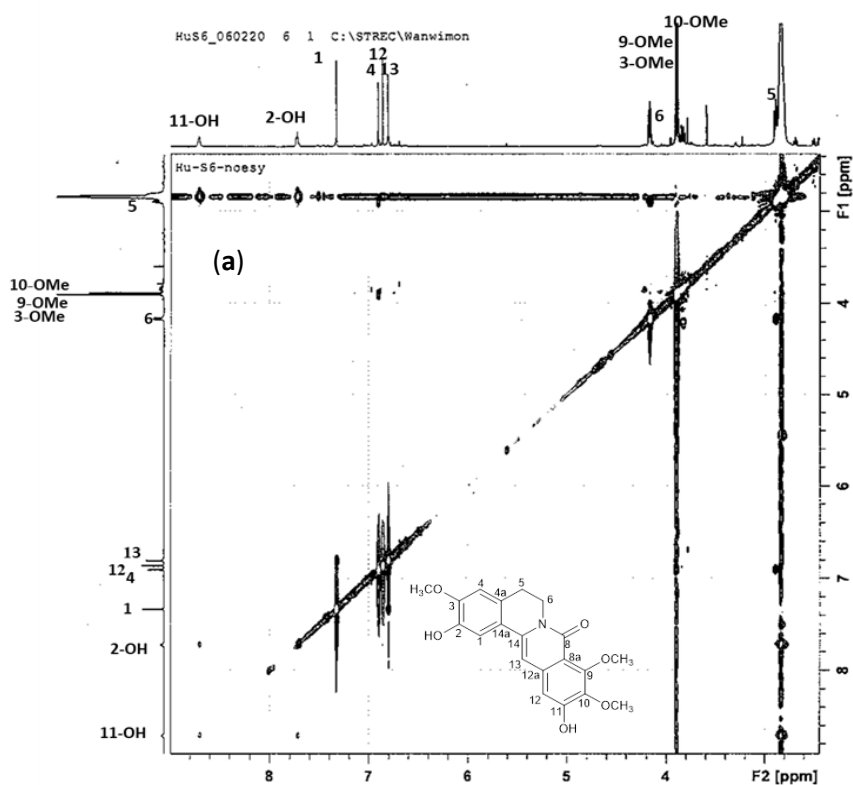 HuS6_060220 6 1 C:\STREC\Wanwimon
10-OMe
9-OMe
3-OMe
1
12
4 13
11-OH
2-OH
6
5
Hu-S6-noesy
F1 [ppm]
5
(a)
10-OMe
9-OMe
3-OMe
6
4
5
6
13
12
4
7
1
2-OH
8
11-OH
H₃CO
4
5
3
4a
6
HO
2
14a
N
O
1
14
8
13
8a
12a
9
O
CH₃
12
10
OCH₃
11
OH
8
7
6
5
4
F2 [ppm]